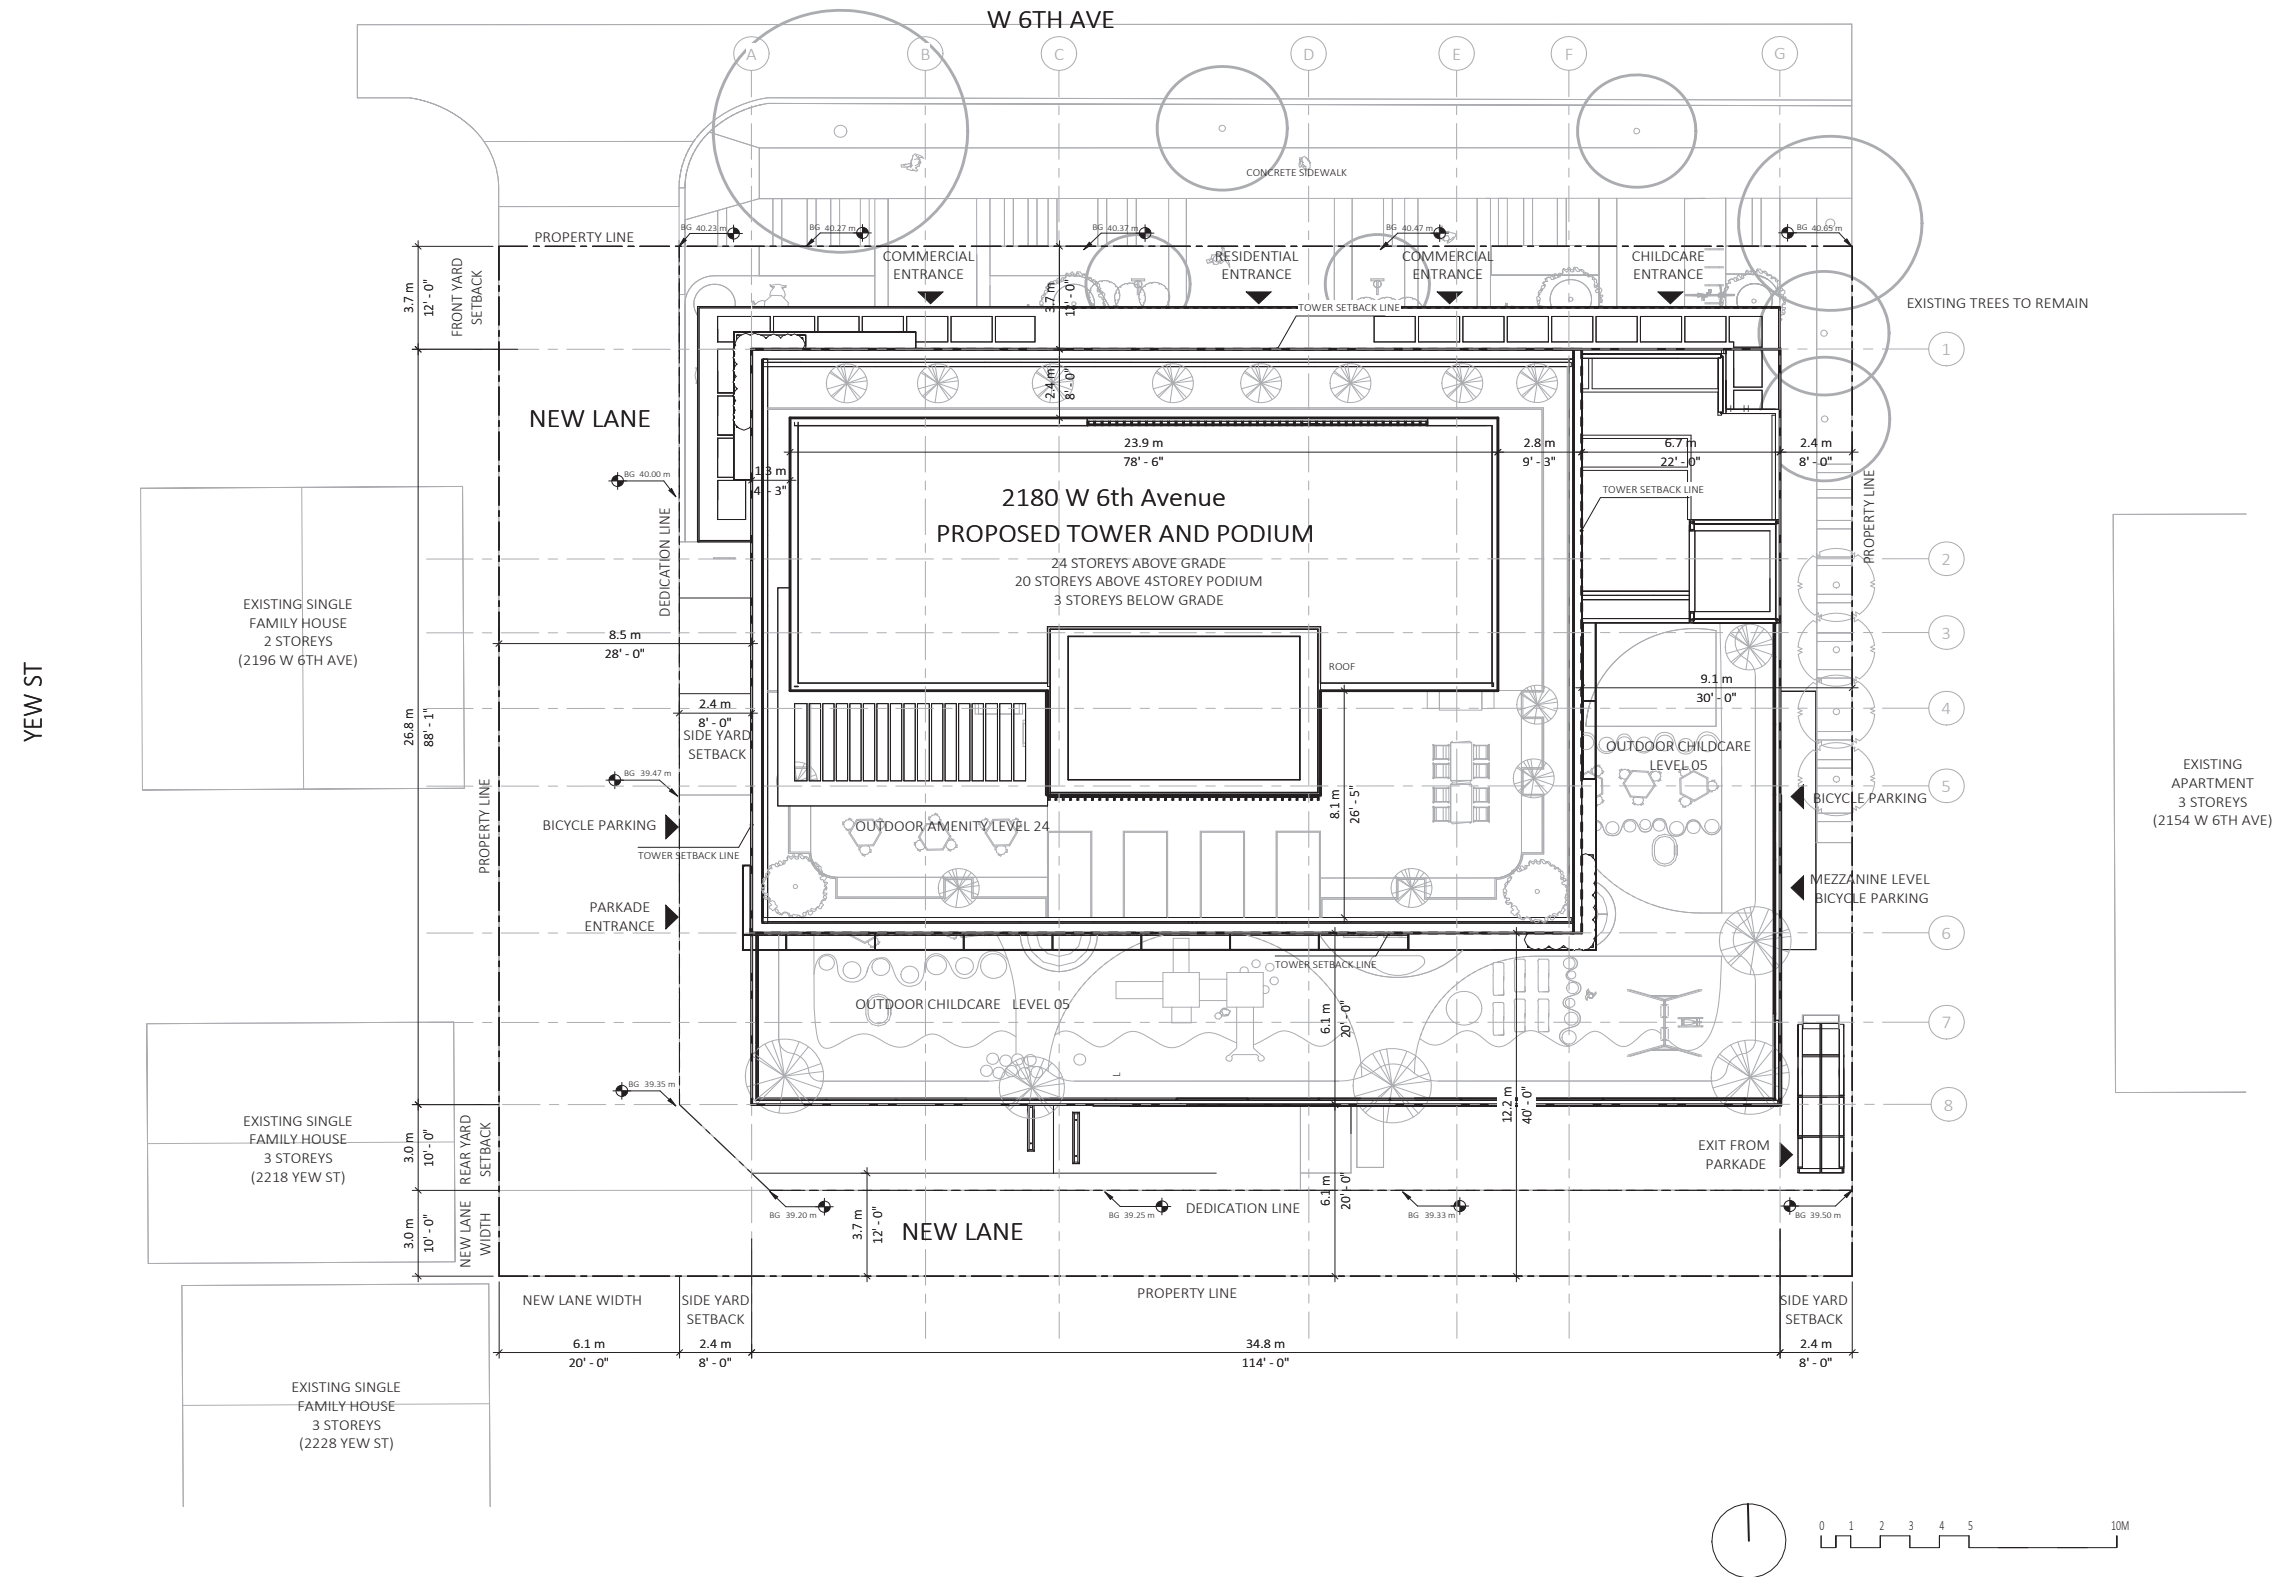 W 6TH AVE
A
B
C
D
E
F
G
CONCRETE SIDEWALK
BG 40.23 m
BG 40.27 m
BG 40.37 m
BG 40.47 m
BG 40.65 m
PROPERTY LINE
COMMERCIAL
ENTRANCE
RESIDENTIAL
ENTRANCE
COMMERCIAL
ENTRANCE
CHILDCARE
ENTRANCE
3.7 m
12' - 0"
FRONT YARD
SETBACK
3.7 m
12' - 0"
TOWER SETBACK LINE
EXISTING TREES TO REMAIN
1
2.4 m
8' - 0"
NEW LANE
23.9 m
78' - 6"
2.8 m
9' - 3"
6.7 m
22' - 0"
2.4 m
8' - 0"
BG 40.00 m
1.3 m
4' - 3"
TOWER SETBACK LINE
PROPERTY LINE
2180 W 6th Avenue
PROPOSED TOWER AND PODIUM
24 STOREYS ABOVE GRADE
20 STOREYS ABOVE 4STOREY PODIUM
3 STOREYS BELOW GRADE
DEDICATION LINE
2
EXISTING SINGLE
FAMILY HOUSE
2 STOREYS
(2196 W 6TH AVE)
YEW ST
8.5 m
28' - 0"
3
ROOF
9.1 m
30' - 0"
2.4 m
8' - 0"
SIDE YARD
SETBACK
4
26.8 m
88' - 1"
OUTDOOR CHILDCARE
LEVEL 05
BG 39.47 m
5
EXISTING
APARTMENT
3 STOREYS
(2154 W 6TH AVE)
PROPERTY LINE
BICYCLE PARKING
8.1 m
26' - 5"
BICYCLE PARKING
OUTDOOR AMENITY LEVEL 24
TOWER SETBACK LINE
MEZZANINE LEVEL
BICYCLE PARKING
PARKADE
ENTRANCE
6
TOWER SETBACK LINE
OUTDOOR CHILDCARE LEVEL 05
6.1 m
20' - 0"
7
BG 39.35 m
12.2 m
40' - 0"
8
EXISTING SINGLE
FAMILY HOUSE
3 STOREYS
(2218 YEW ST)
3.0 m
10' - 0"
REAR YARD
SETBACK
EXIT FROM
PARKADE
6.1 m
20' - 0"
BG 39.20 m
BG 39.25 m
DEDICATION LINE
BG 39.33 m
BG 39.50 m
3.0 m
10' - 0"
NEW LANE
WIDTH
3.7 m
12' - 0"
NEW LANE
NEW LANE WIDTH
SIDE YARD
SETBACK
PROPERTY LINE
SIDE YARD
SETBACK
6.1 m
20' - 0"
2.4 m
8' - 0"
34.8 m
114' - 0"
2.4 m
8' - 0"
EXISTING SINGLE
FAMILY HOUSE
3 STOREYS
(2228 YEW ST)
0 1 2 3 4 5 10M